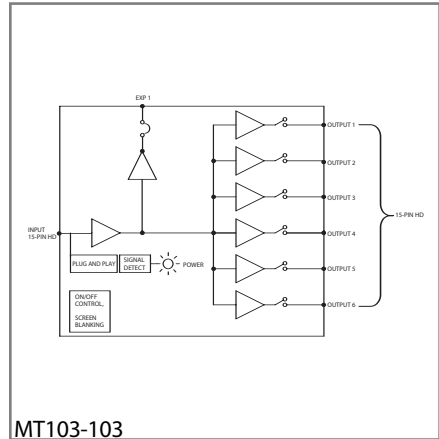 EXP 1
OUTPUT 1
OUTPUT 2
OUTPUT 3
INPUT
15-PIN HD
OUTPUT 4
15-PIN HD
PLUG AND PLAY
SIGNAL
DETECT
POWER
OUTPUT 5
ON/OFF
CONTROL,
SCREEN
BLANKING
OUTPUT 6
MT103-103